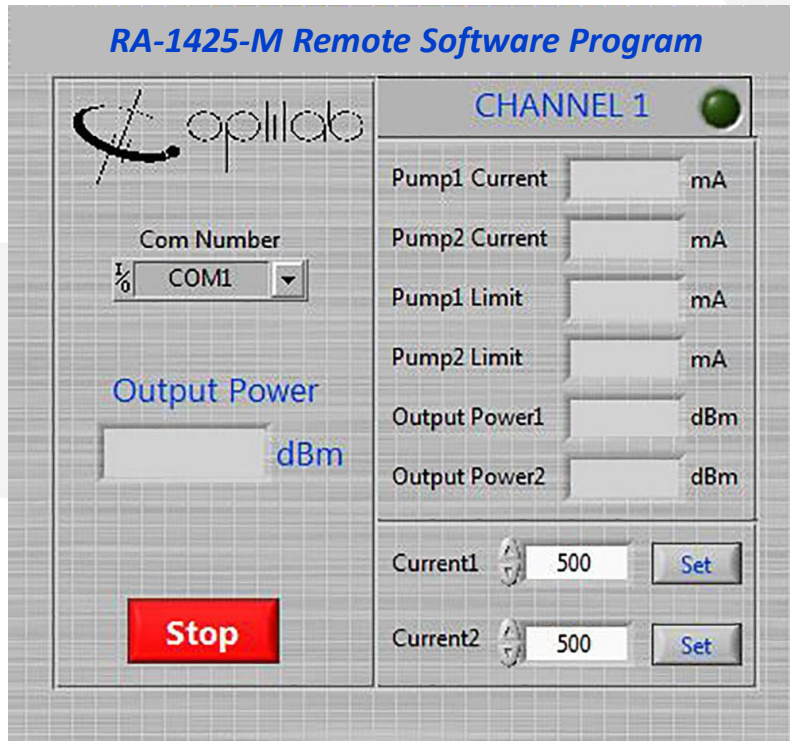 RA-1425-M Remote Software Program
optilab
CHANNEL 1
Com Number
I/O COM1
Output Power
dBm
Stop
Pump1 Current mA
Pump2 Current mA
Pump1 Limit mA
Pump2 Limit mA
Output Power1 dBm
Output Power2 dBm
Current1 500 Set
Current2 500 Set